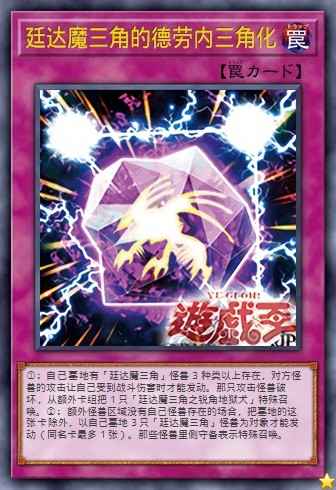 廷达魔三角的德劳内三角化
トラップ
罠
【罠カード】
YU-GI-OH!
遊戯王
.JP
①：自己墓地有「廷达魔三角」怪兽3种类以上存在，对方怪
兽的攻击让自己受到战斗伤害时才能发动。那只攻击怪兽破
坏，从额外卡组把1只「廷达魔三角之锐角地狱犬」特殊召
唤。②：额外怪兽区域没有自己怪兽存在的场合，把墓地的这
张卡除外，以自己墓地3只「廷达魔三角」怪兽为对象才能发
动（同名卡最多1张）。那些怪兽里侧守备表示特殊召唤。